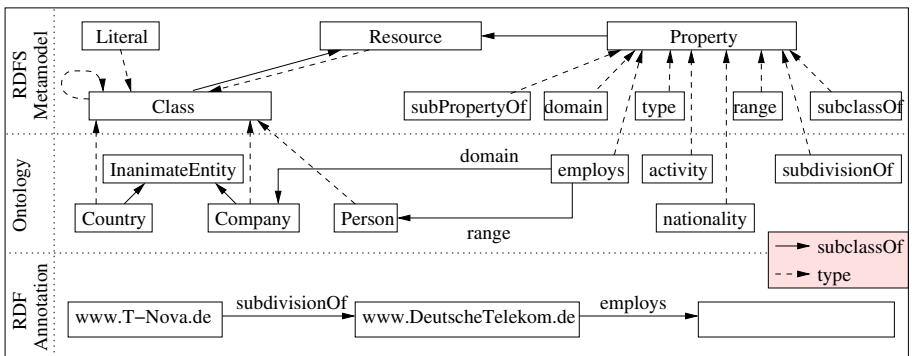 RDFS
Metamodel
Literal
Resource
Property
Class
subPropertyOf
domain
type
range
subclassOf
Ontology
InanimateEntity
domain
employs
activity
subdivisionOf
Country
Company
Person
range
nationality
subclassOf
type
RDF
Annotation
www.T−Nova.de
subdivisionOf
www.DeutscheTelekom.de
employs